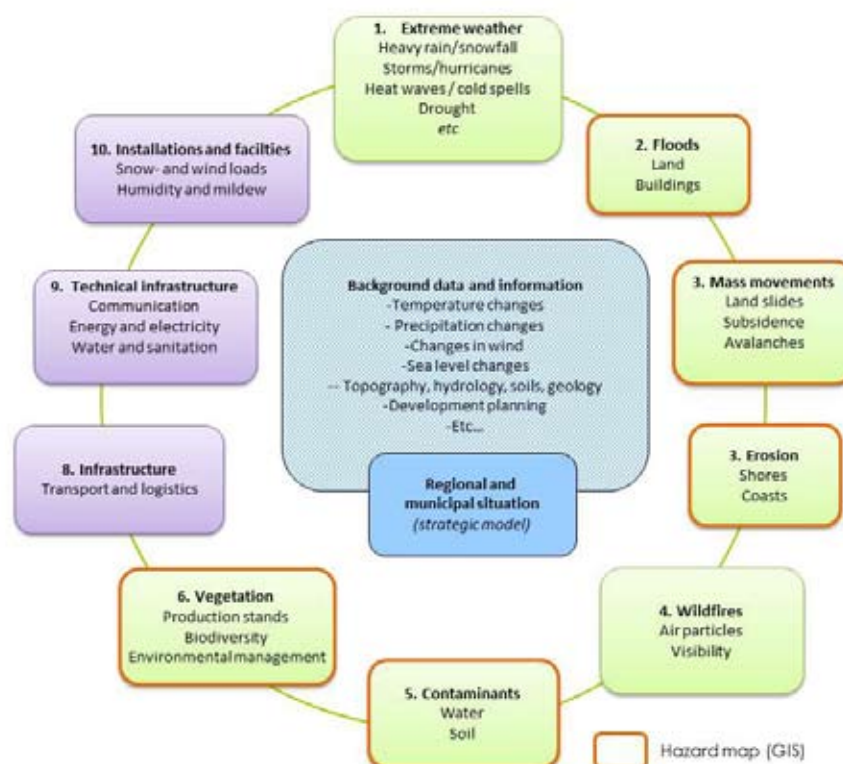 1. Extreme weather
Heavy rain/snowfall
Storms/hurricanes
Heat waves / cold spells
Drought
etc
2. Floods
Land
Buildings
3. Mass movements
Land slides
Subsidence
Avalanches
3. Erosion
Shores
Coasts
4. Wildfires
Air particles
Visibility
5. Contaminants
Water
Soil
6. Vegetation
Production stands
Biodiversity
Environmental management
8. Infrastructure
Transport and logistics
9. Technical infrastructure
Communication
Energy and electricity
Water and sanitation
10. Installations and facilties
Snow- and wind loads
Humidity and mildew
Background data and information
-Temperature changes
- Precipitation changes
-Changes in wind
-Sea level changes
-- Topography, hydrology, soils, geology
-Development planning
-Etc...
Regional and
municipal situation
(strategic model)
Hazard map (GIS)